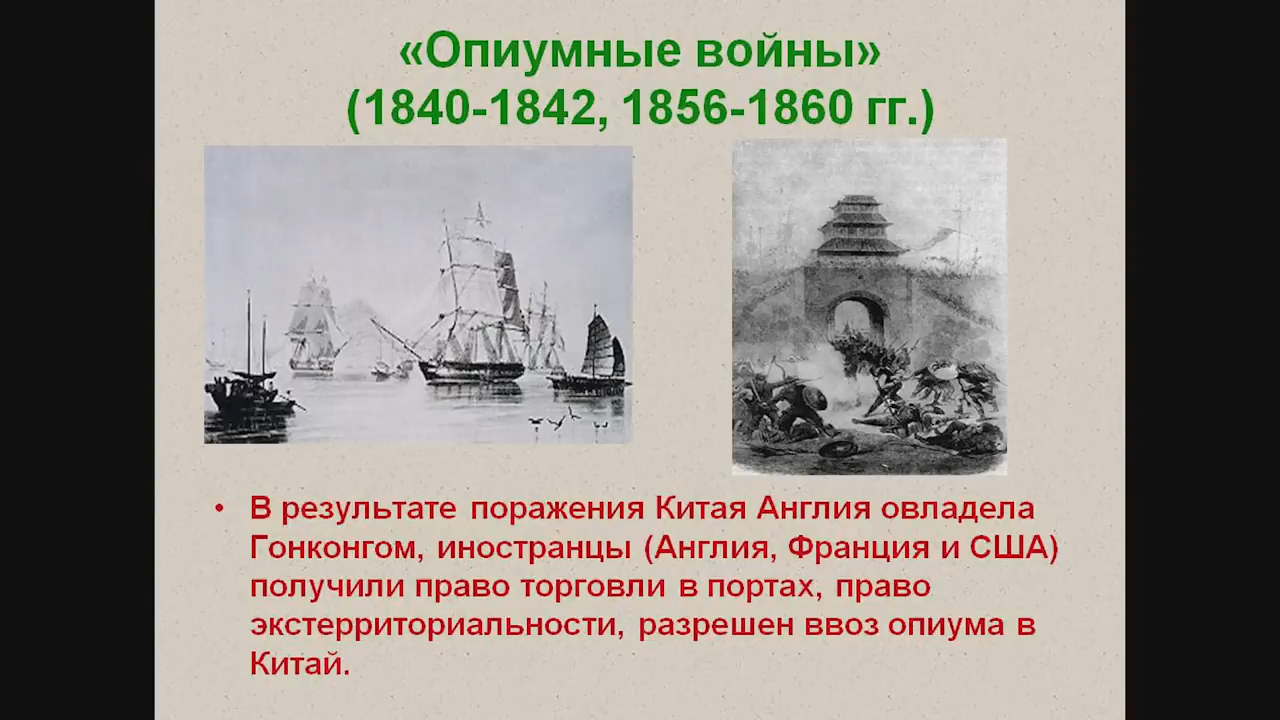 «Опиумные войны»
(1840-1842, 1856-1860 гг.)
• В результате поражения Китая Англия овладела
Гонконгом, иностранцы (Англия, Франция и США)
получили право торговли в портах, право
экстерриториальности, разрешен ввоз опиума в
Китай.